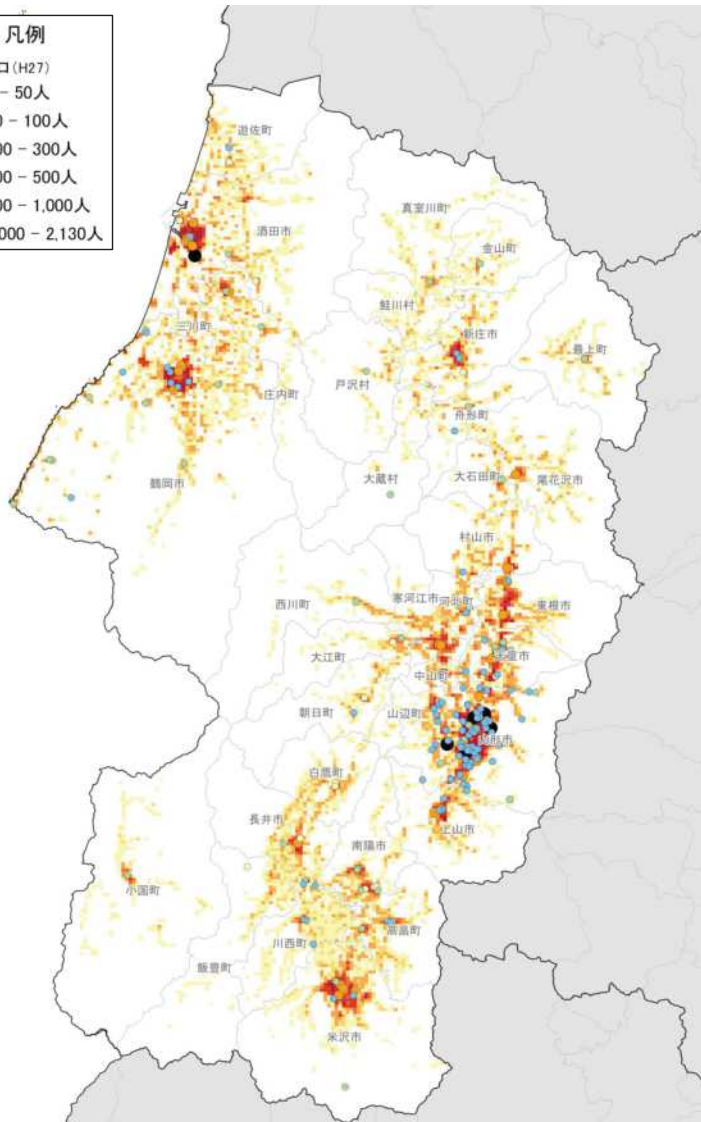 凡例
口(H27)
- 50人
0 - 100人
00 - 300人
00 - 500人
00 - 1,000人
000 - 2,130人
遊佐町
真室川町
酒田市
金山町
鮭川村
三川町
新庄市
最上町
戸沢村
庄内町
舟形町
大蔵村
大石田町
尾花沢市
鶴岡市
村山市
西川町
寒河江市
河北町
東根市
大江町
天童市
中山町
朝日町
山辺町
山形市
白鷹町
長井市
上山市
南陽市
小国町
高畠町
川西町
飯豊町
米沢市